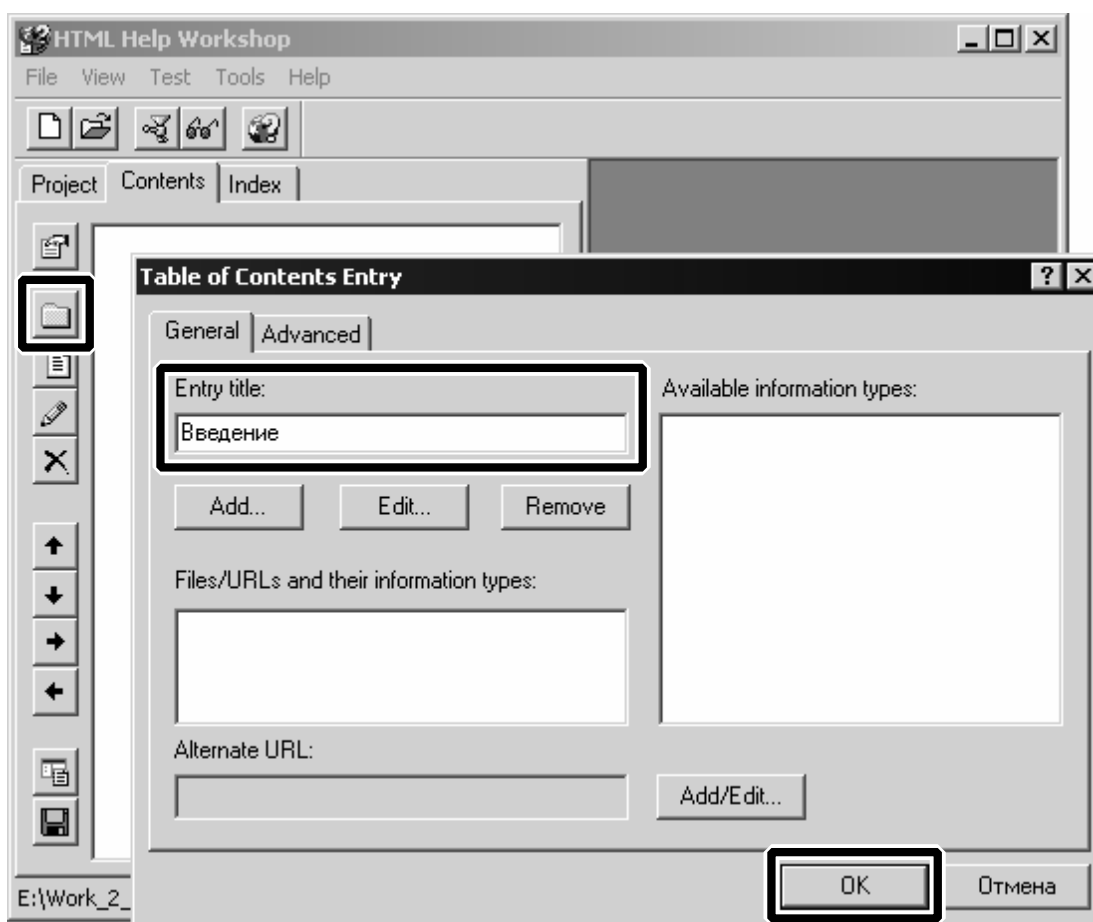 HTML Help Workshop
File View Test Tools Help
Project Contents Index
Table of Contents Entry
General Advanced
Entry title:
Available information types:
Введение
Add... Edit... Remove
Files/URLs and their information types:
Alternate URL:
Add/Edit...
OK Отмена
E:\Work_2_